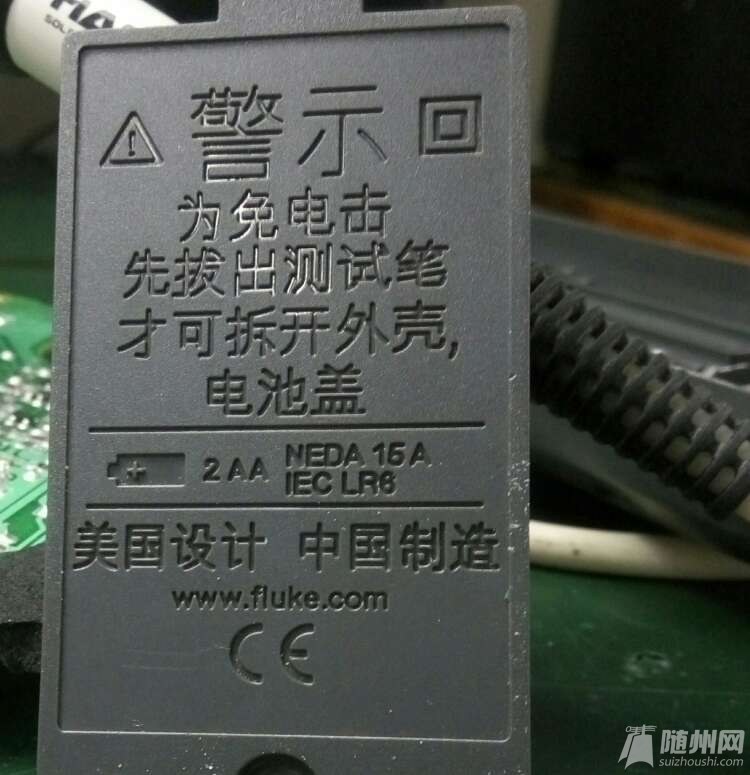 警示
为免电击
先拔出测试笔
才可拆开外壳,
电池盖
2 AA NEDA 15 A
IEC LR6
美国设计 中国制造
www.fluke.com
CE
随州网
suizhoushi.com